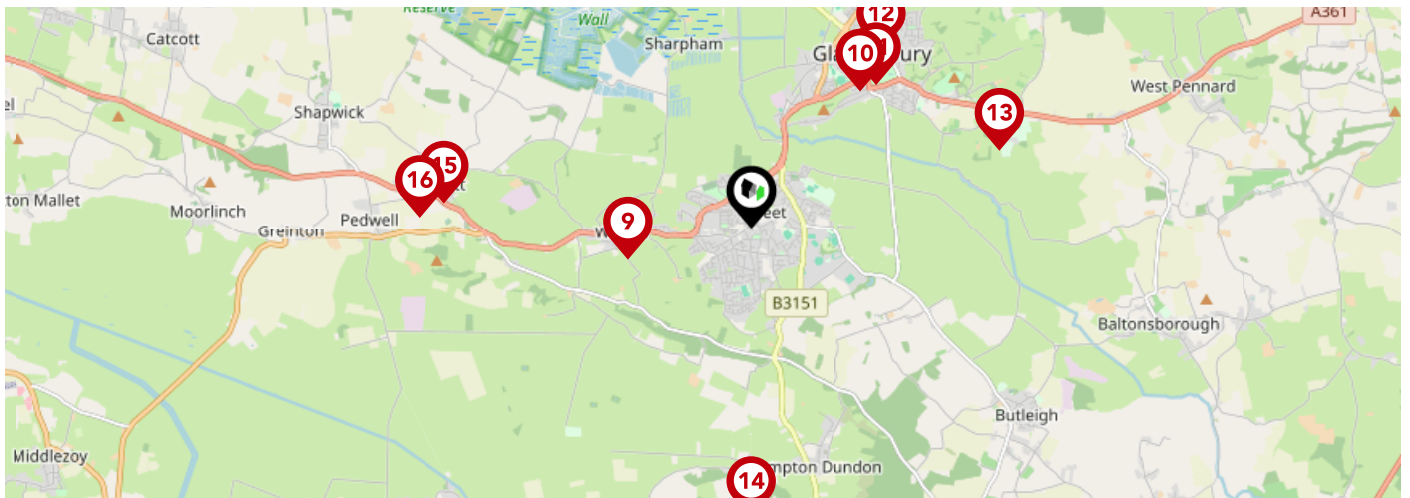 Reserve
Wall
12
A361
Catcott
Sharpham
10
West Pennard
Shapwick
13
15
16
9
Moorlinch
Pedwell
Greinton
B3151
Baltonsborough
Butleigh
Middlezoy
14